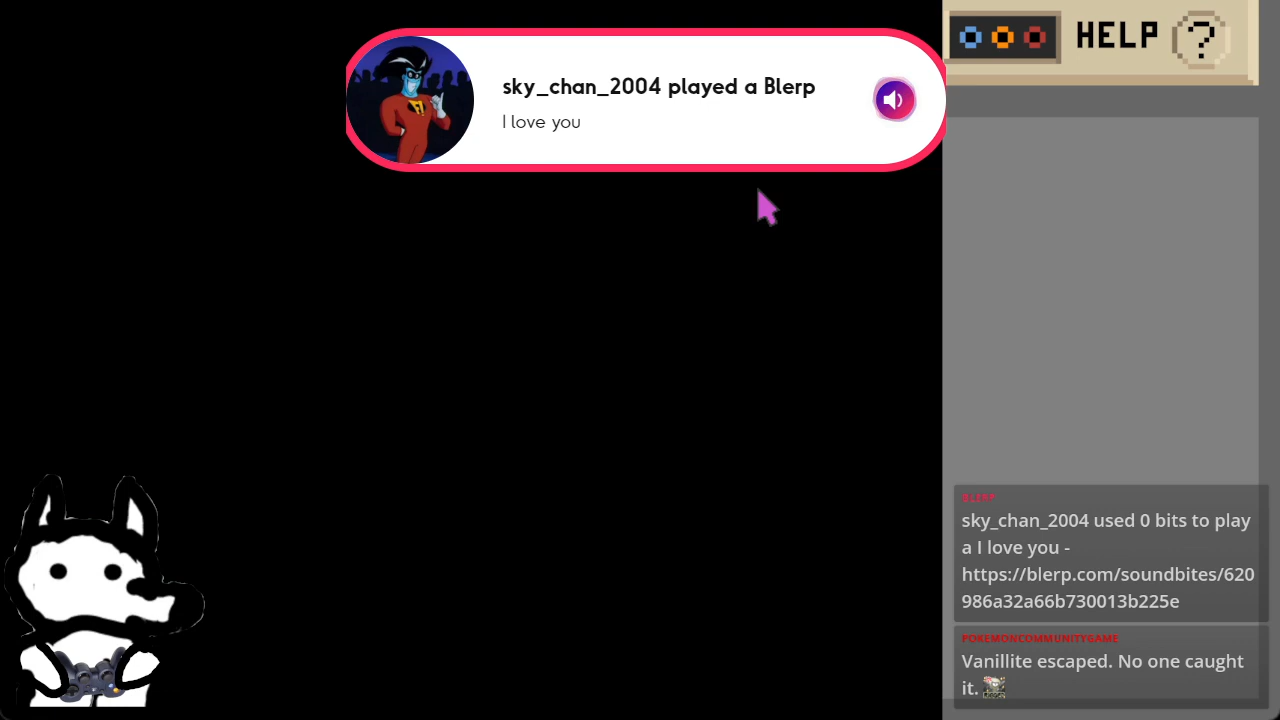 HELP ?
sky_chan_2004 played a Blerp
I love you
BLERP
sky_chan_2004 used 0 bits to play
a I love you -
https://blerp.com/soundbites/620
986a32a66b730013b225e
POKEMONCOMMUNITYGAME
Vanillite escaped. No one caught
it.